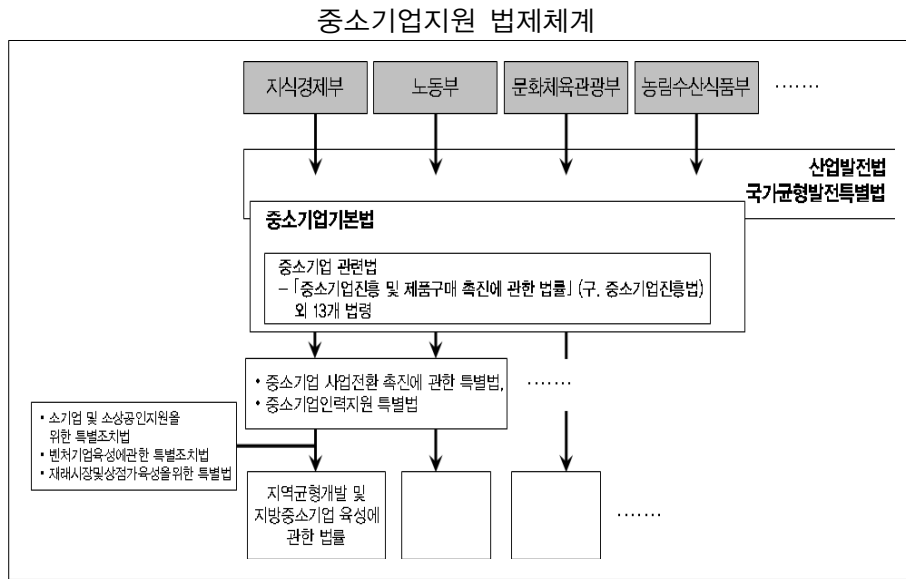 중소기업지원 법제체계
지식경제부
노동부
문화체육관광부
농림수산식품부
·······
산업발전법
국가균형발전특별법
중소기업기본법
중소기업 관련법
– 「중소기업진흥 및 제품구매 촉진에 관한 법률」 (구. 중소기업진흥법)
외 13개 법령
• 중소기업 사업전환 촉진에 관한 특별법,
• 중소기업인력지원 특별법
·······
• 소기업 및 소상공인지원을
위한 특별조치법
• 벤처기업육성에관한 특별조치법
• 재래시장및상점가육성을위한 특별법
지역균형개발 및
지방중소기업 육성에
관한 법률
·······